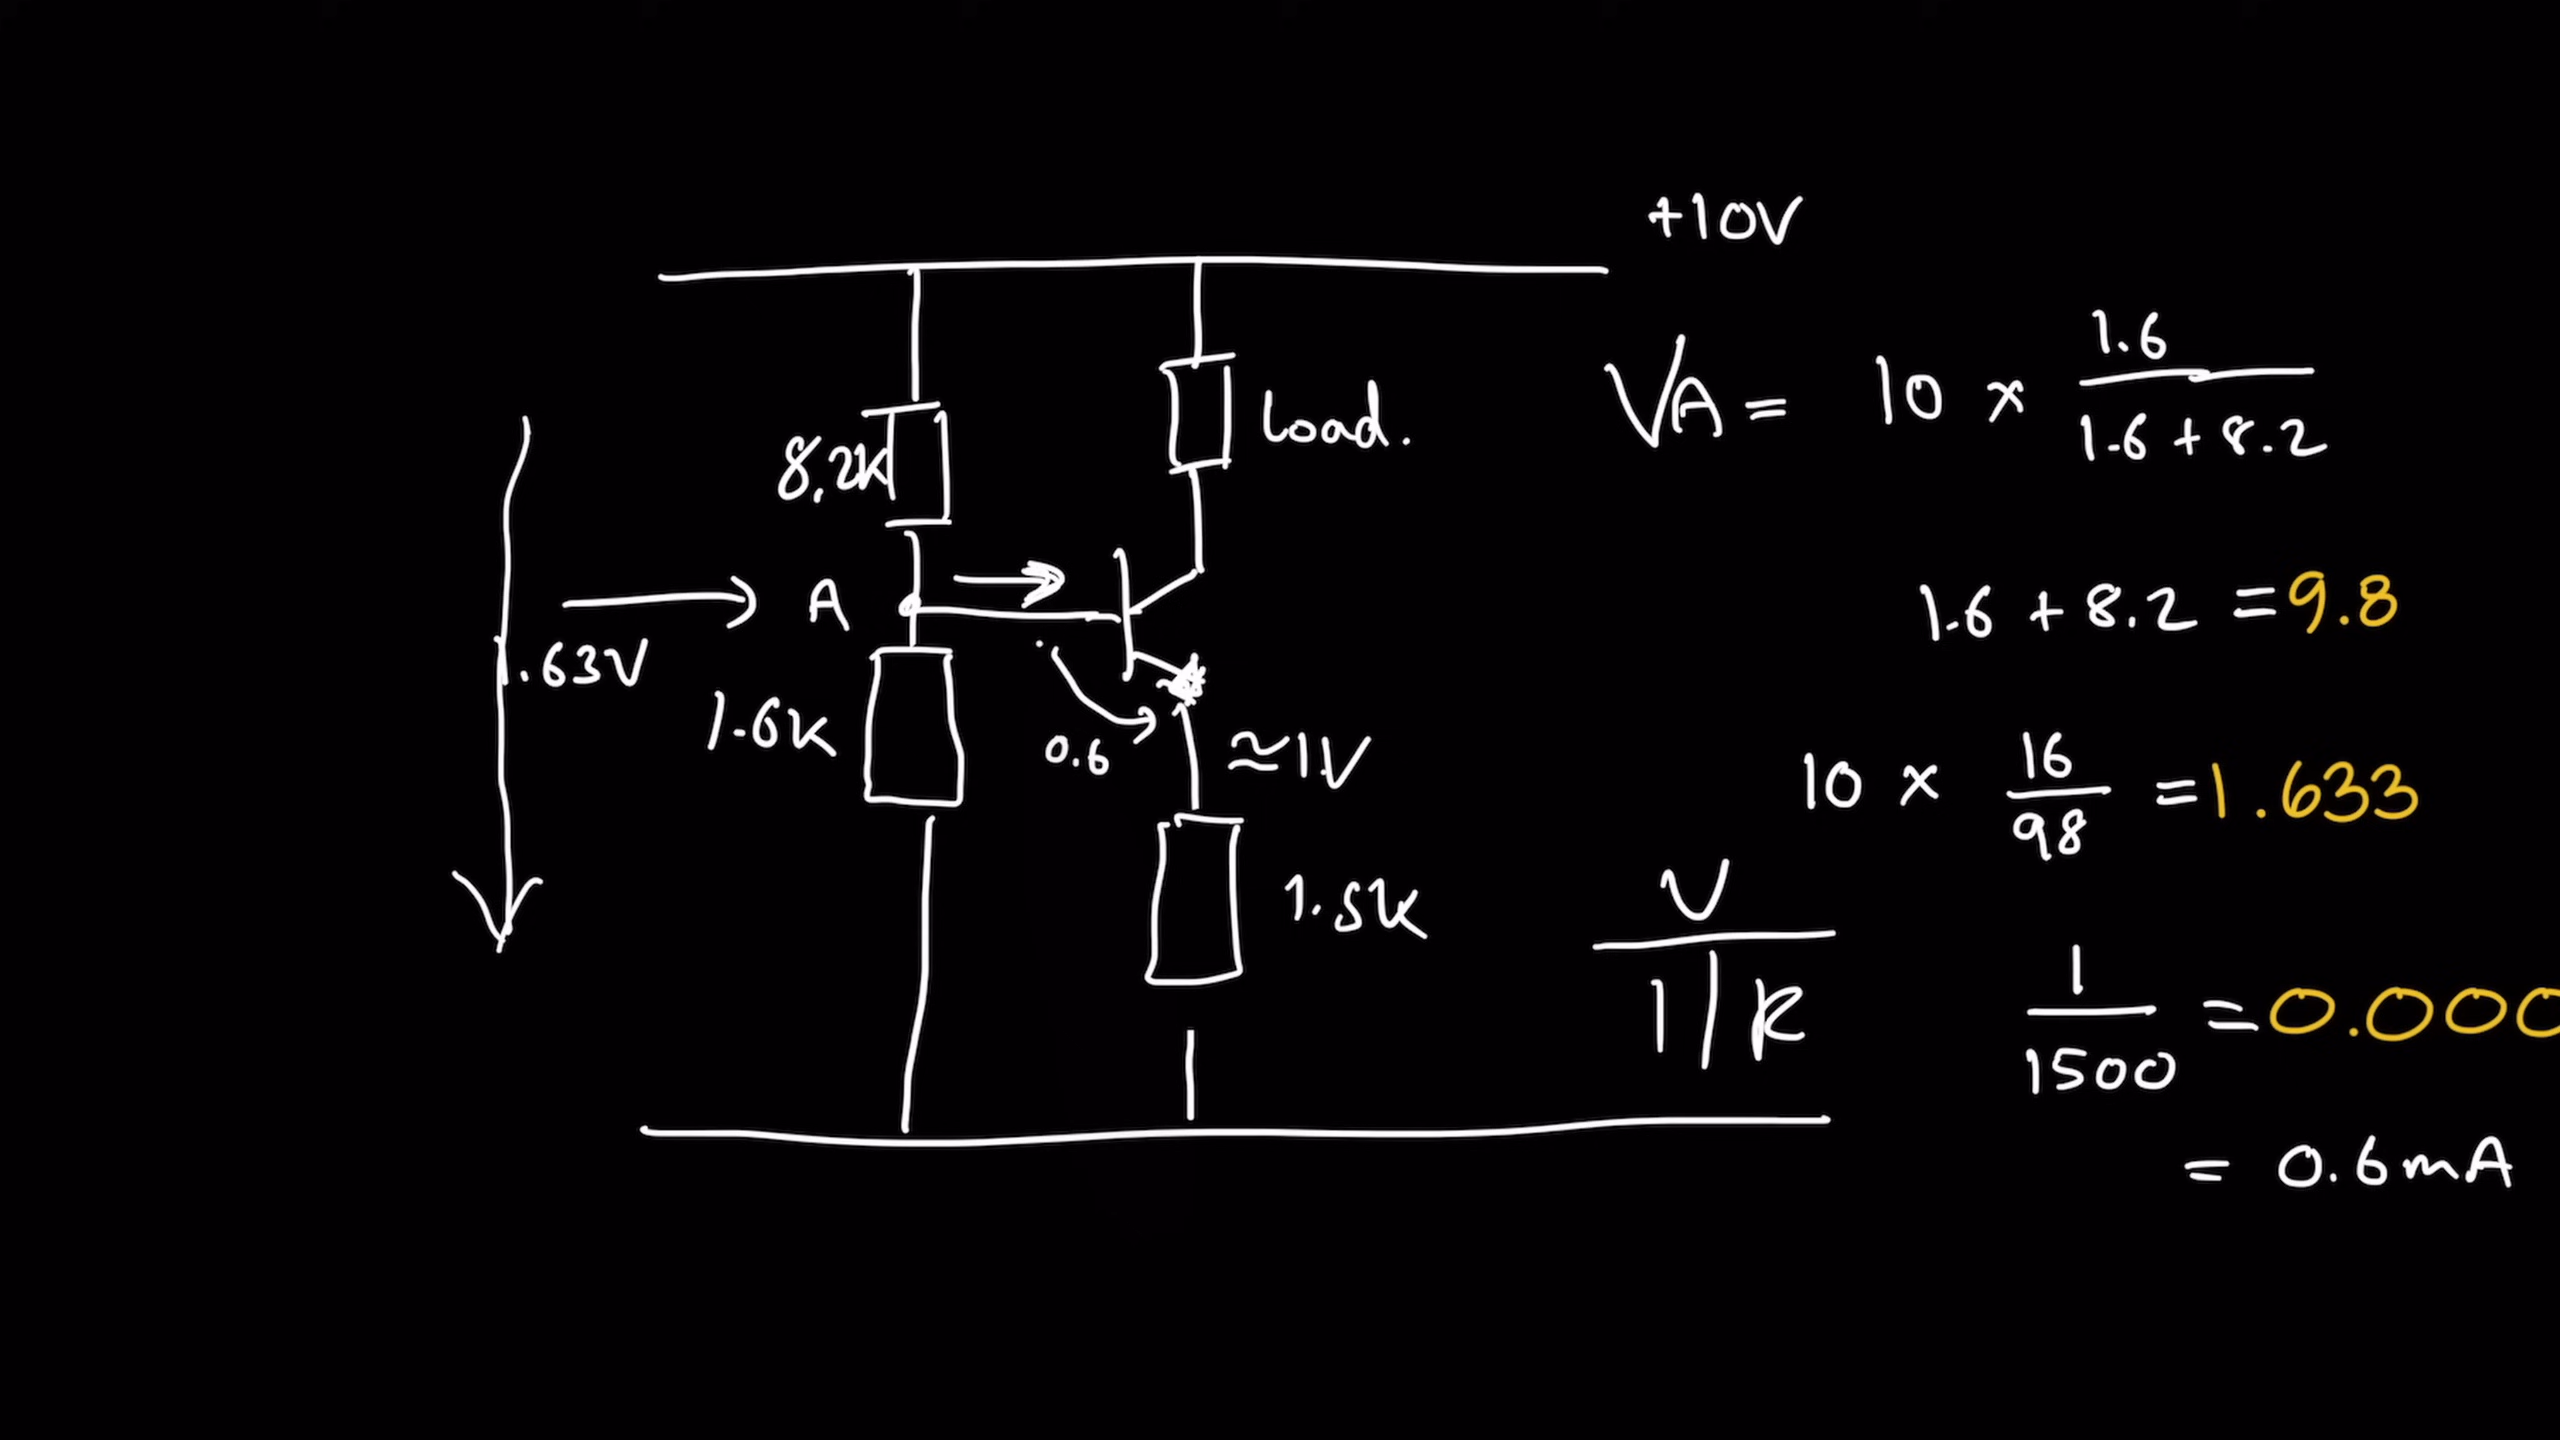 +10V
8.2K
Load.
A
1.63V
1.6K
0.6
≈1V
1.5K
VA = 10 × 1.6 / 1.6 + 8.2
1.6 + 8.2 = 9.8
10 × 16 / 98 = 1.633
V
I | R
1 / 1500 = 0.000
= 0.6mA